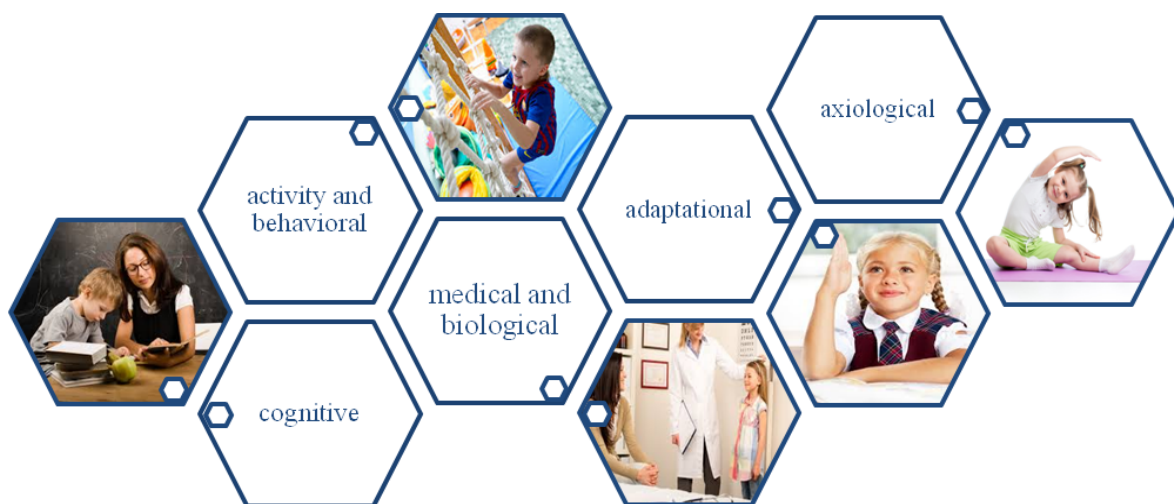 activity and
behavioral
cognitive
medical and
biological
adaptational
axiological